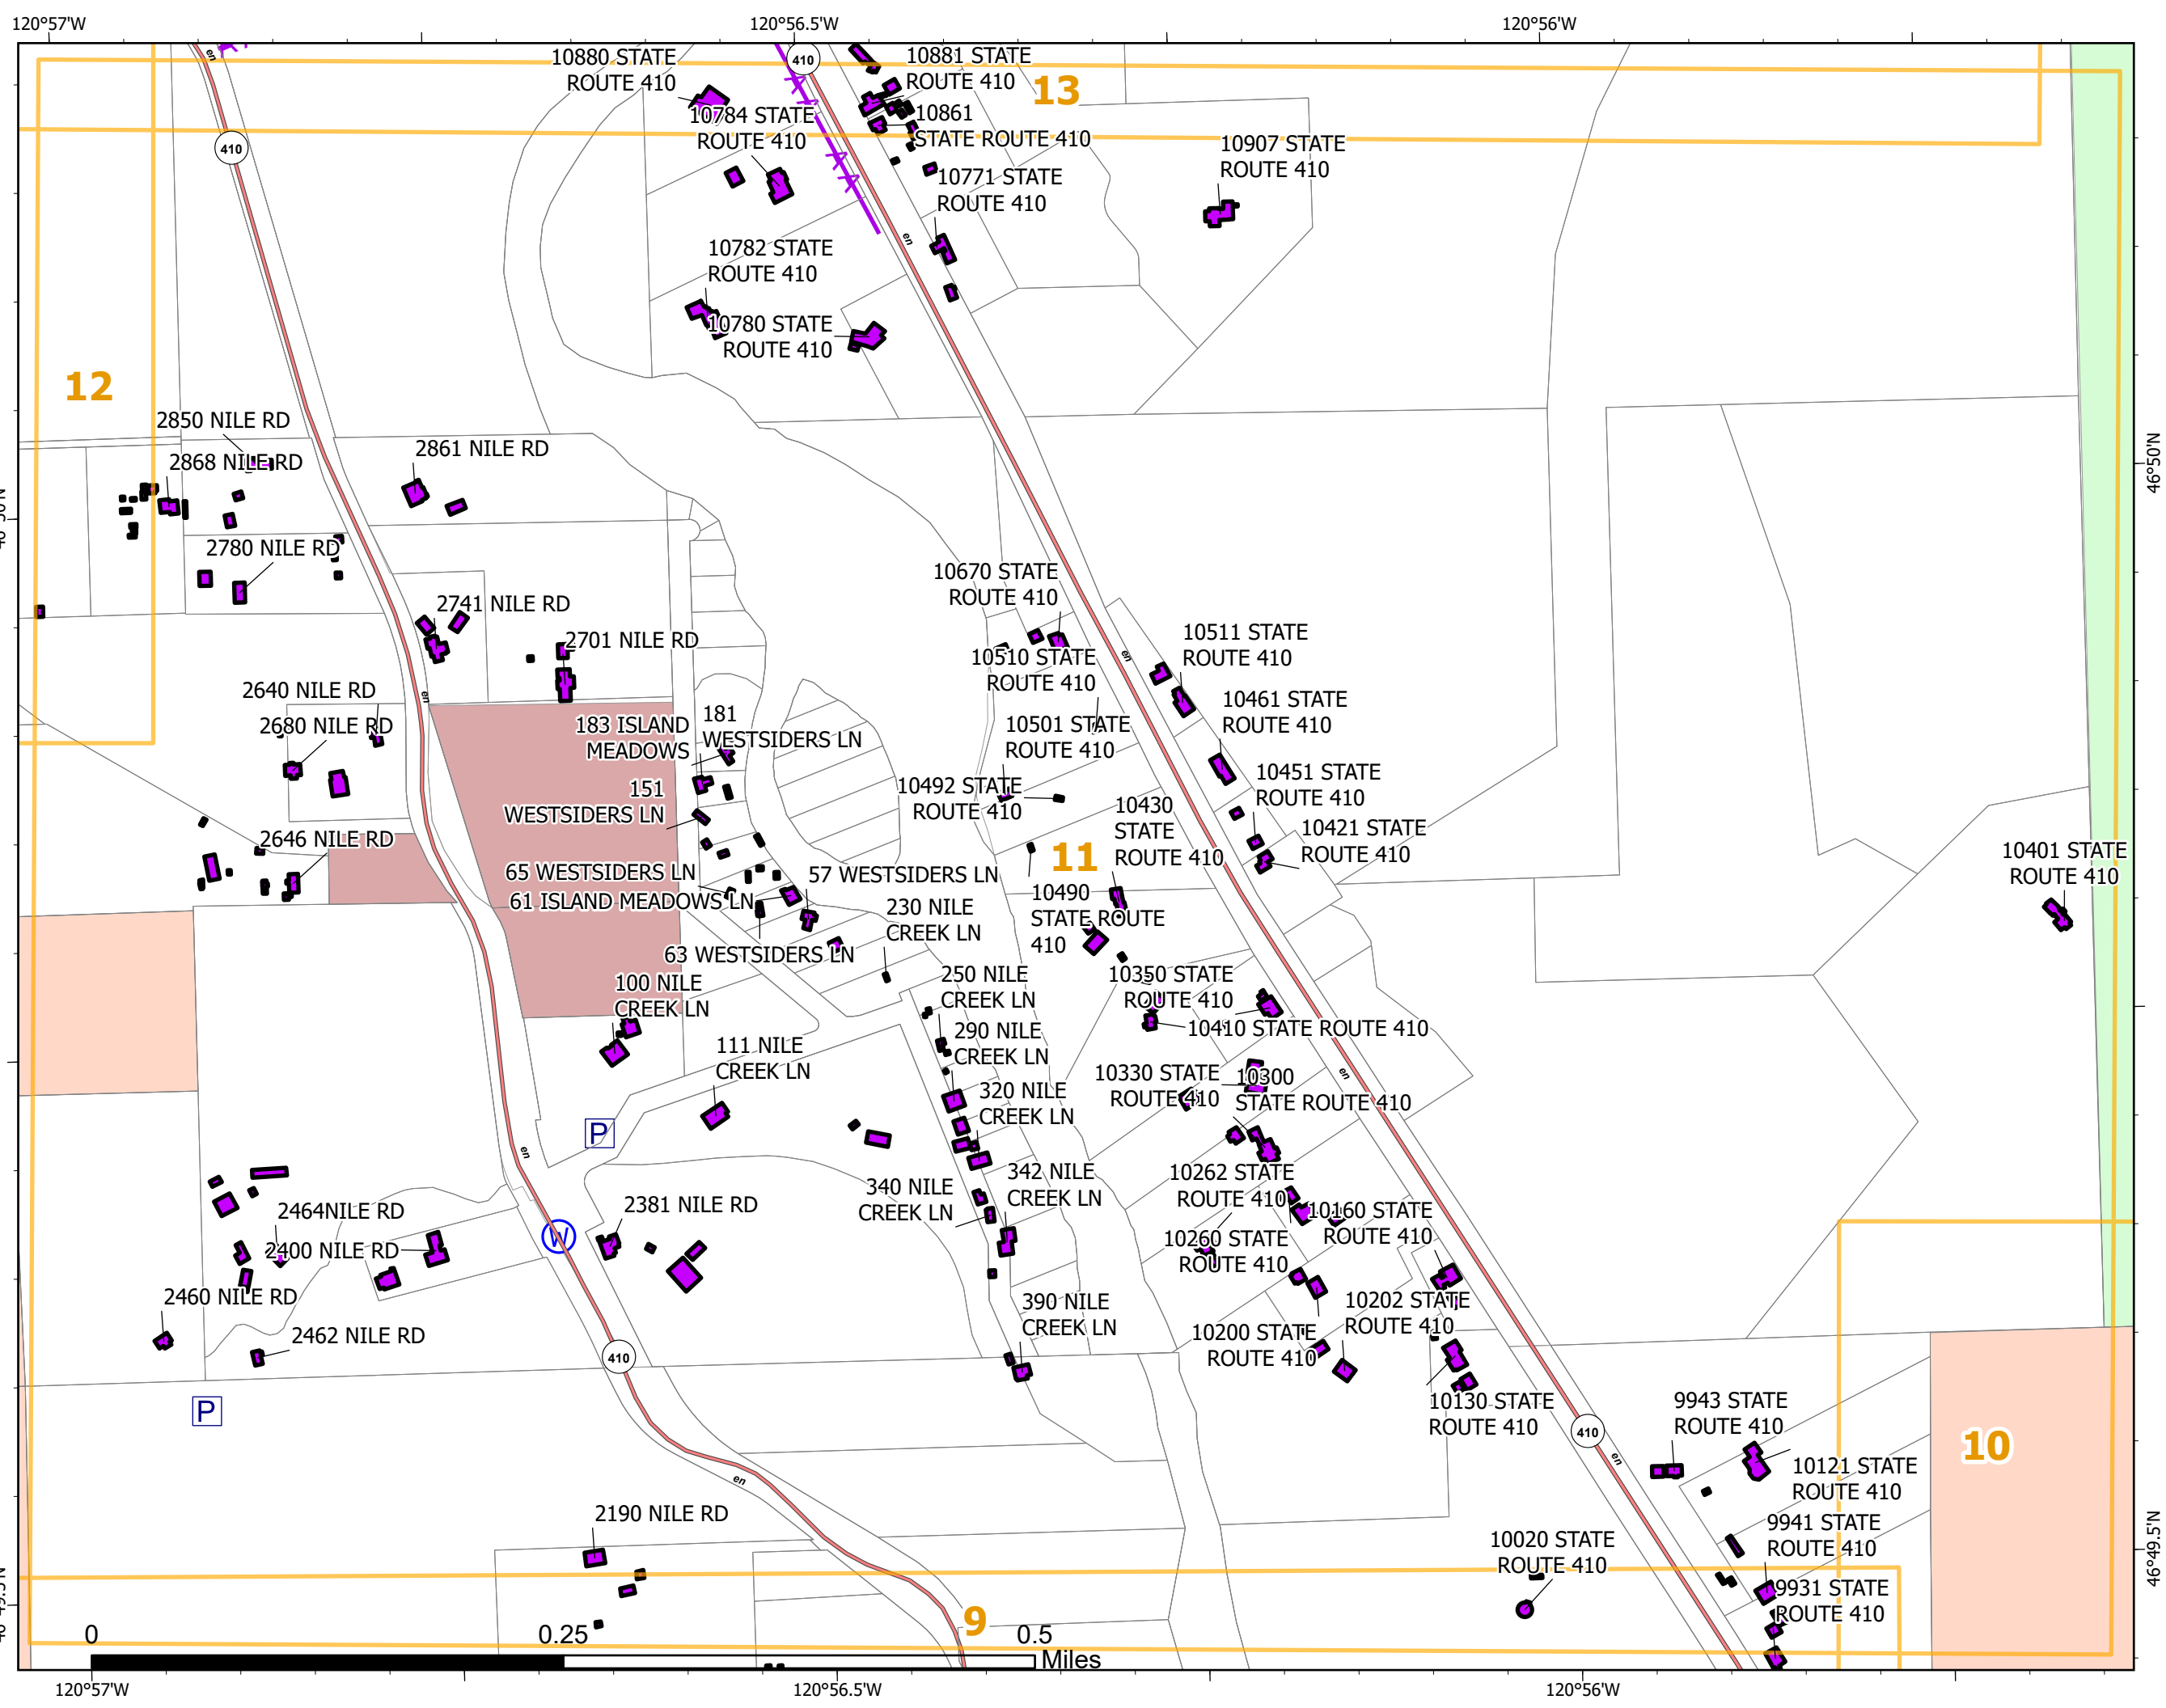 120°57'W
120°56.5'W
120°56'W
en
410
10880 STATE
ROUTE 410
10881 STATE
ROUTE 410
13
10784 STATE
ROUTE 410
10861
STATE ROUTE 410
410
10907 STATE
ROUTE 410
10771 STATE
ROUTE 410
en
10782 STATE
ROUTE 410
10780 STATE
ROUTE 410
12
2850 NILE RD
2868 NILE RD
2861 NILE RD
46°50'N
2780 NILE RD
10670 STATE
ROUTE 410
2741 NILE RD
2701 NILE RD
10511 STATE
ROUTE 410
10510 STATE
ROUTE 410
en
2640 NILE RD
en
2680 NILE RD
183 ISLAND
MEADOWS
181
WESTSIDERS LN
10461 STATE
ROUTE 410
10501 STATE
ROUTE 410
151
WESTSIDERS LN
10492 STATE
ROUTE 410
10451 STATE
ROUTE 410
10430
STATE
ROUTE 410
10421 STATE
ROUTE 410
2646 NILE RD
11
10401 STATE
ROUTE 410
65 WESTSIDERS LN
57 WESTSIDERS LN
61 ISLAND MEADOWS LN
230 NILE
CREEK LN
10490
STATE ROUTE
410
63 WESTSIDERS LN
100 NILE
CREEK LN
250 NILE
CREEK LN
10350 STATE
ROUTE 410
10410 STATE ROUTE 410
290 NILE
CREEK LN
111 NILE
CREEK LN
10330 STATE
ROUTE 410
10300
STATE ROUTE 410
en
320 NILE
CREEK LN
P
en
342 NILE
CREEK LN
340 NILE
CREEK LN
10262 STATE
ROUTE 410
2464NILE RD
2381 NILE RD
10160 STATE
ROUTE 410
W
2400 NILE RD
10260 STATE
ROUTE 410
2460 NILE RD
390 NILE
CREEK LN
10202 STATE
ROUTE 410
2462 NILE RD
410
10200 STATE
ROUTE 410
P
10130 STATE
ROUTE 410
9943 STATE
ROUTE 410
410
en
10
en
10121 STATE
ROUTE 410
2190 NILE RD
9941 STATE
ROUTE 410
10020 STATE
ROUTE 410
46°49.5'N
9931 STATE
ROUTE 410
9
0
0.25
0.5
Miles
120°57'W
120°56.5'W
120°56'W